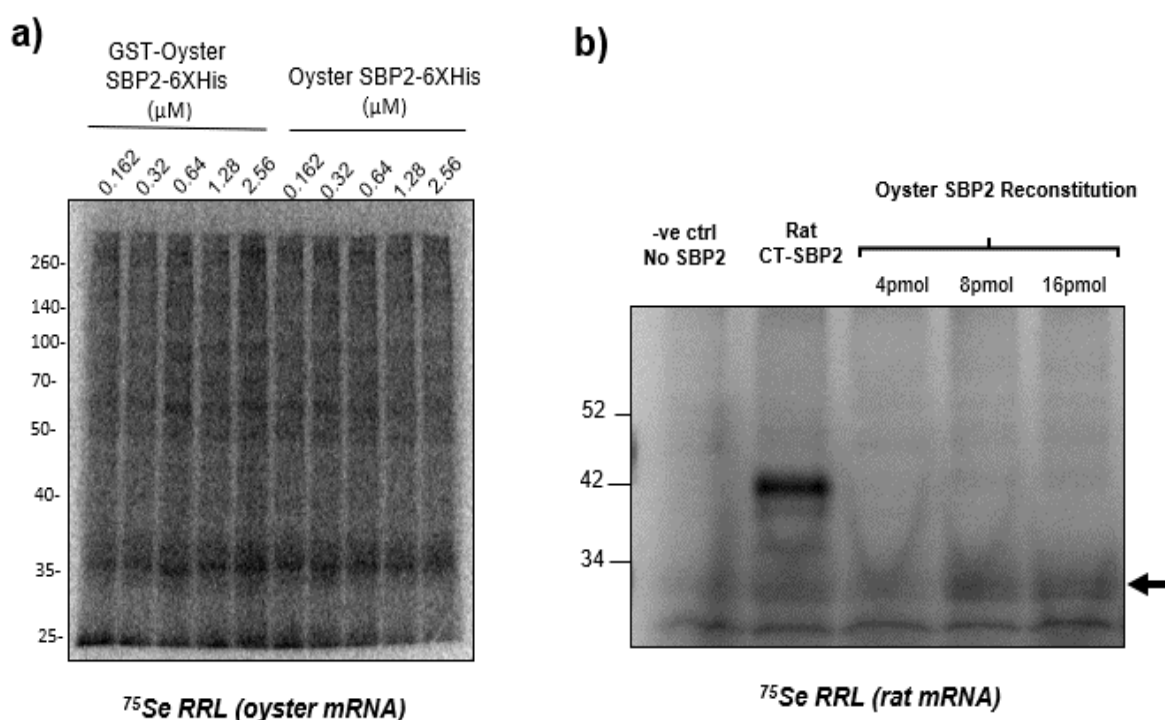 a)
GST-Oyster
SBP2-6XHis
(µM)
Oyster SBP2-6XHis
(µM)
0.162 0.32 0.64 1.28 2.56 0.162 0.32 0.64 1.28 2.56
260-
140-
100-
70-
50-
40-
35-
25-
⁷⁵Se RRL (oyster mRNA)
b)
Oyster SBP2 Reconstitution
-ve ctrl
No SBP2
Rat
CT-SBP2
4pmol 8pmol 16pmol
52
42
34
⁷⁵Se RRL (rat mRNA)